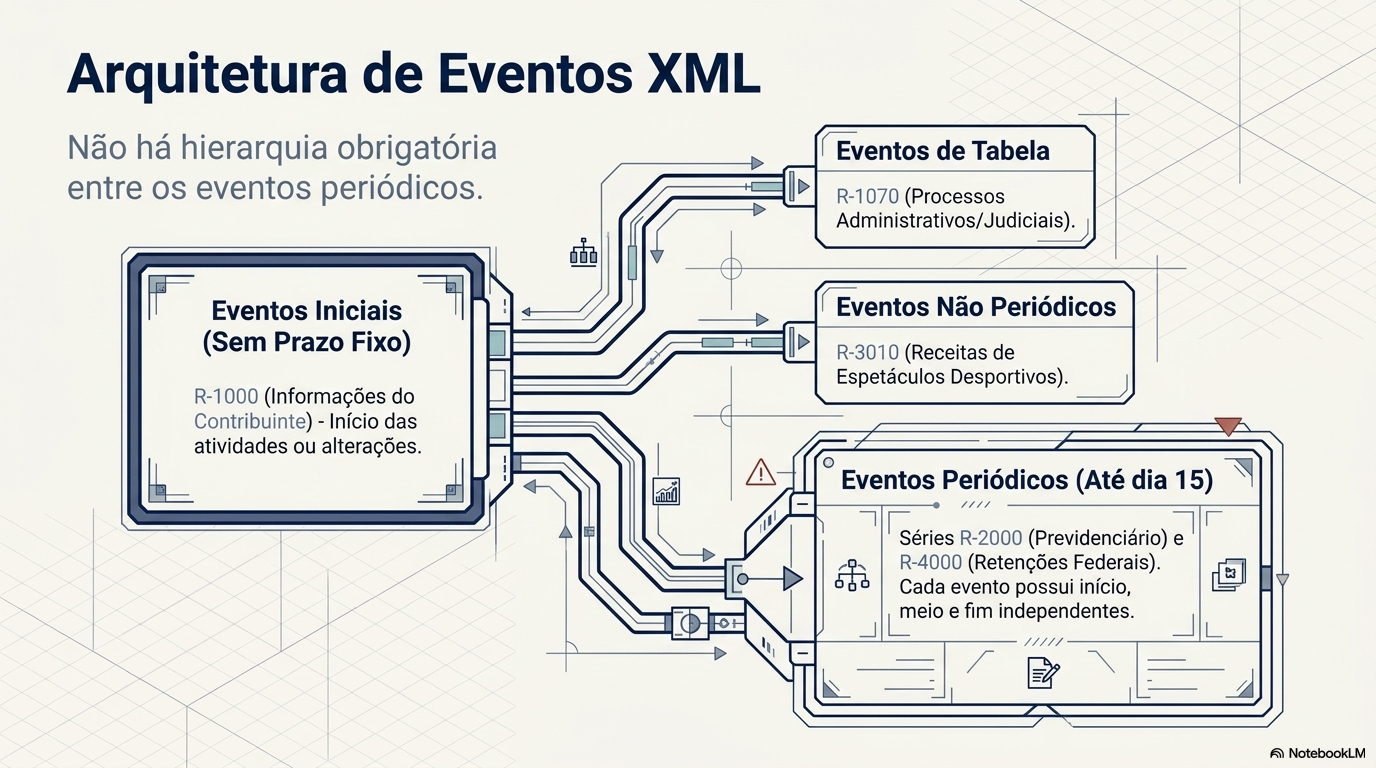 Arquitetura de Eventos XML
Não há hierarquia obrigatória
entre os eventos periódicos.
Eventos Iniciais
(Sem Prazo Fixo)
R-1000 (Informações do
Contribuinte) - Início das
atividades ou alterações.
Eventos de Tabela
R-1070 (Processos
Administrativos/Judiciais).
Eventos Não Periódicos
R-3010 (Receitas de
Espetáculos Desportivos).
Eventos Periódicos (Até dia 15)
Séries R-2000 (Previdenciário) e
R-4000 (Retenções Federais).
Cada evento possui início,
meio e fim independentes.
NotebookLM